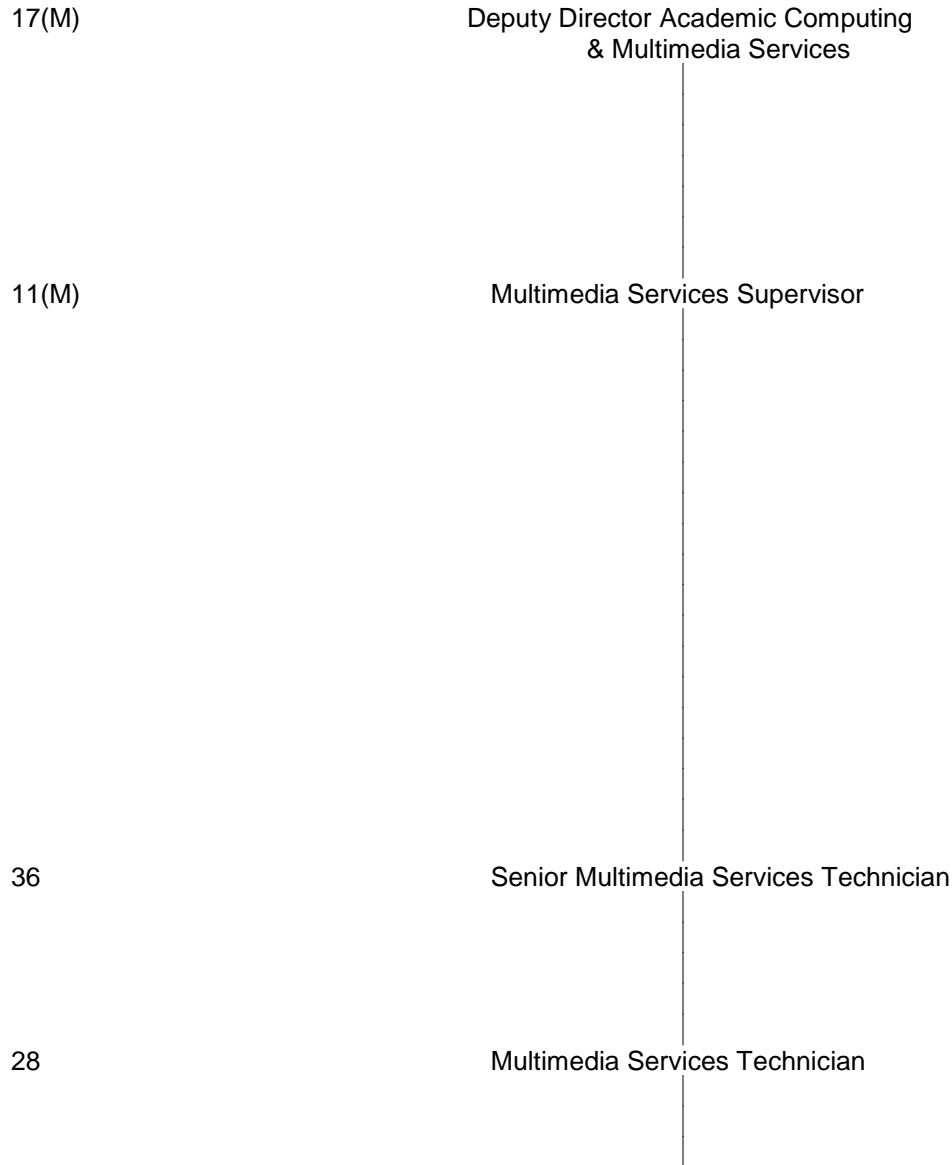 17(M) Deputy Director Academic Computing
& Multimedia Services
11(M) Multimedia Services Supervisor
36 Senior Multimedia Services Technician
28 Multimedia Services Technician